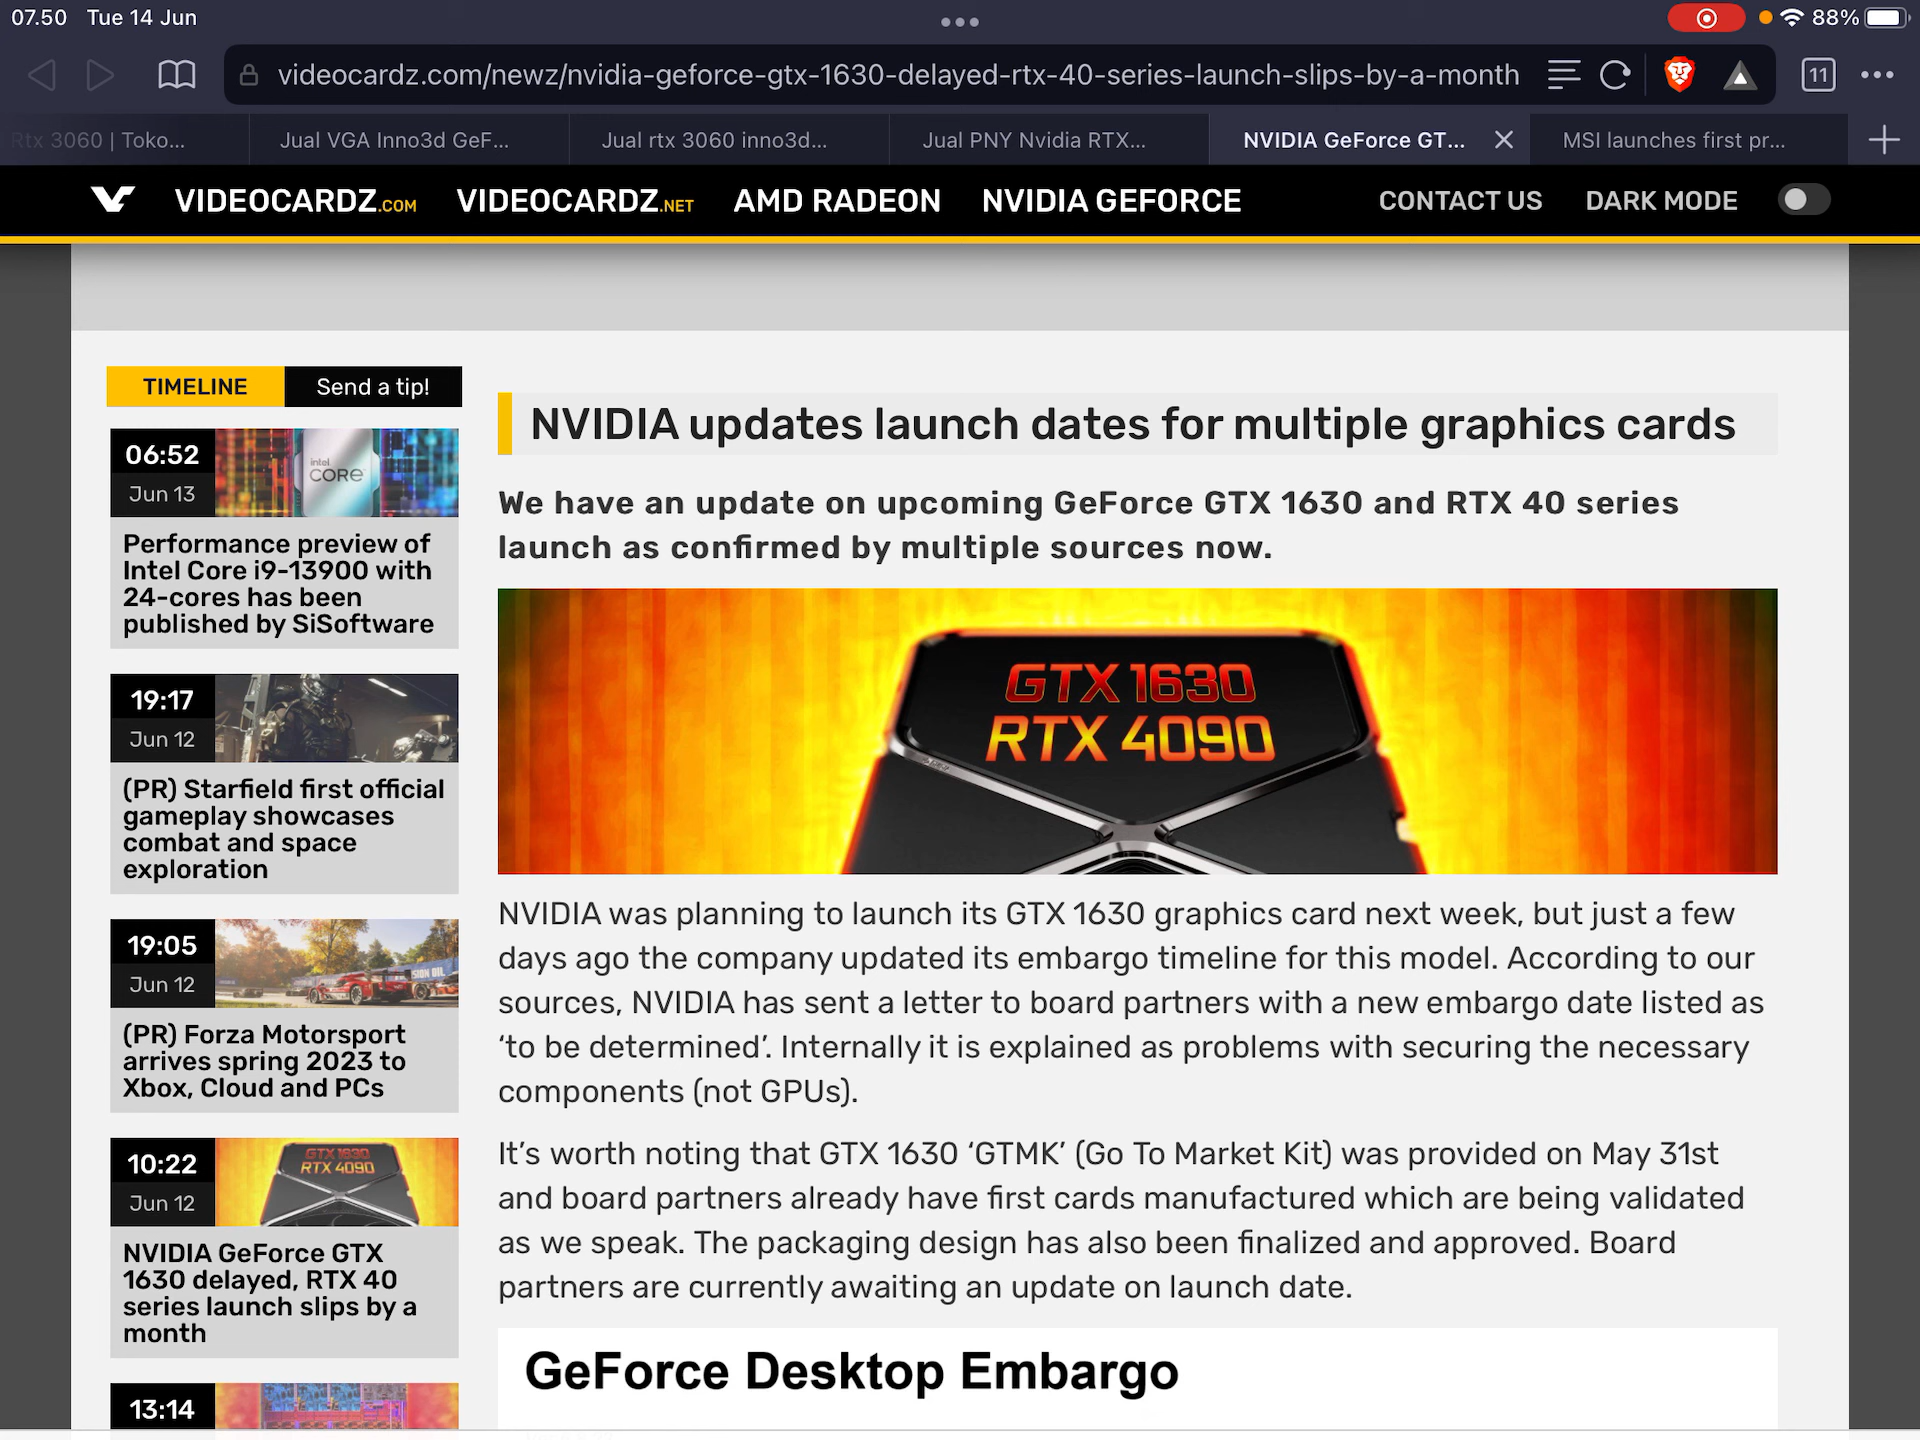 07.50 Tue 14 Jun
88%
videocardz.com/newz/nvidia-geforce-gtx-1630-delayed-rtx-40-series-launch-slips-by-a-month
11
Rtx 3060 | Toko...
Jual VGA Inno3d GeF...
Jual rtx 3060 inno3d...
Jual PNY Nvidia RTX...
NVIDIA GeForce GT...
MSI launches first pr...
VIDEOCARDZ.COM
VIDEOCARDZ.NET
AMD RADEON
NVIDIA GEFORCE
CONTACT US
DARK MODE
TIMELINE
Send a tip!
06:52
Jun 13
intel.
CORE
Performance preview of
Intel Core i9-13900 with
24-cores has been
published by SiSoftware
19:17
Jun 12
(PR) Starfield first official
gameplay showcases
combat and space
exploration
19:05
Jun 12
SION OIL
(PR) Forza Motorsport
arrives spring 2023 to
Xbox, Cloud and PCs
10:22
Jun 12
GTX 1630
RTX 4090
NVIDIA GeForce GTX
1630 delayed, RTX 40
series launch slips by a
month
13:14
NVIDIA updates launch dates for multiple graphics cards
We have an update on upcoming GeForce GTX 1630 and RTX 40 series
launch as confirmed by multiple sources now.
GTX 1630
RTX 4090
NVIDIA was planning to launch its GTX 1630 graphics card next week, but just a few
days ago the company updated its embargo timeline for this model. According to our
sources, NVIDIA has sent a letter to board partners with a new embargo date listed as
‘to be determined’. Internally it is explained as problems with securing the necessary
components (not GPUs).
It’s worth noting that GTX 1630 ‘GTMK’ (Go To Market Kit) was provided on May 31st
and board partners already have first cards manufactured which are being validated
as we speak. The packaging design has also been finalized and approved. Board
partners are currently awaiting an update on launch date.
GeForce Desktop Embargo